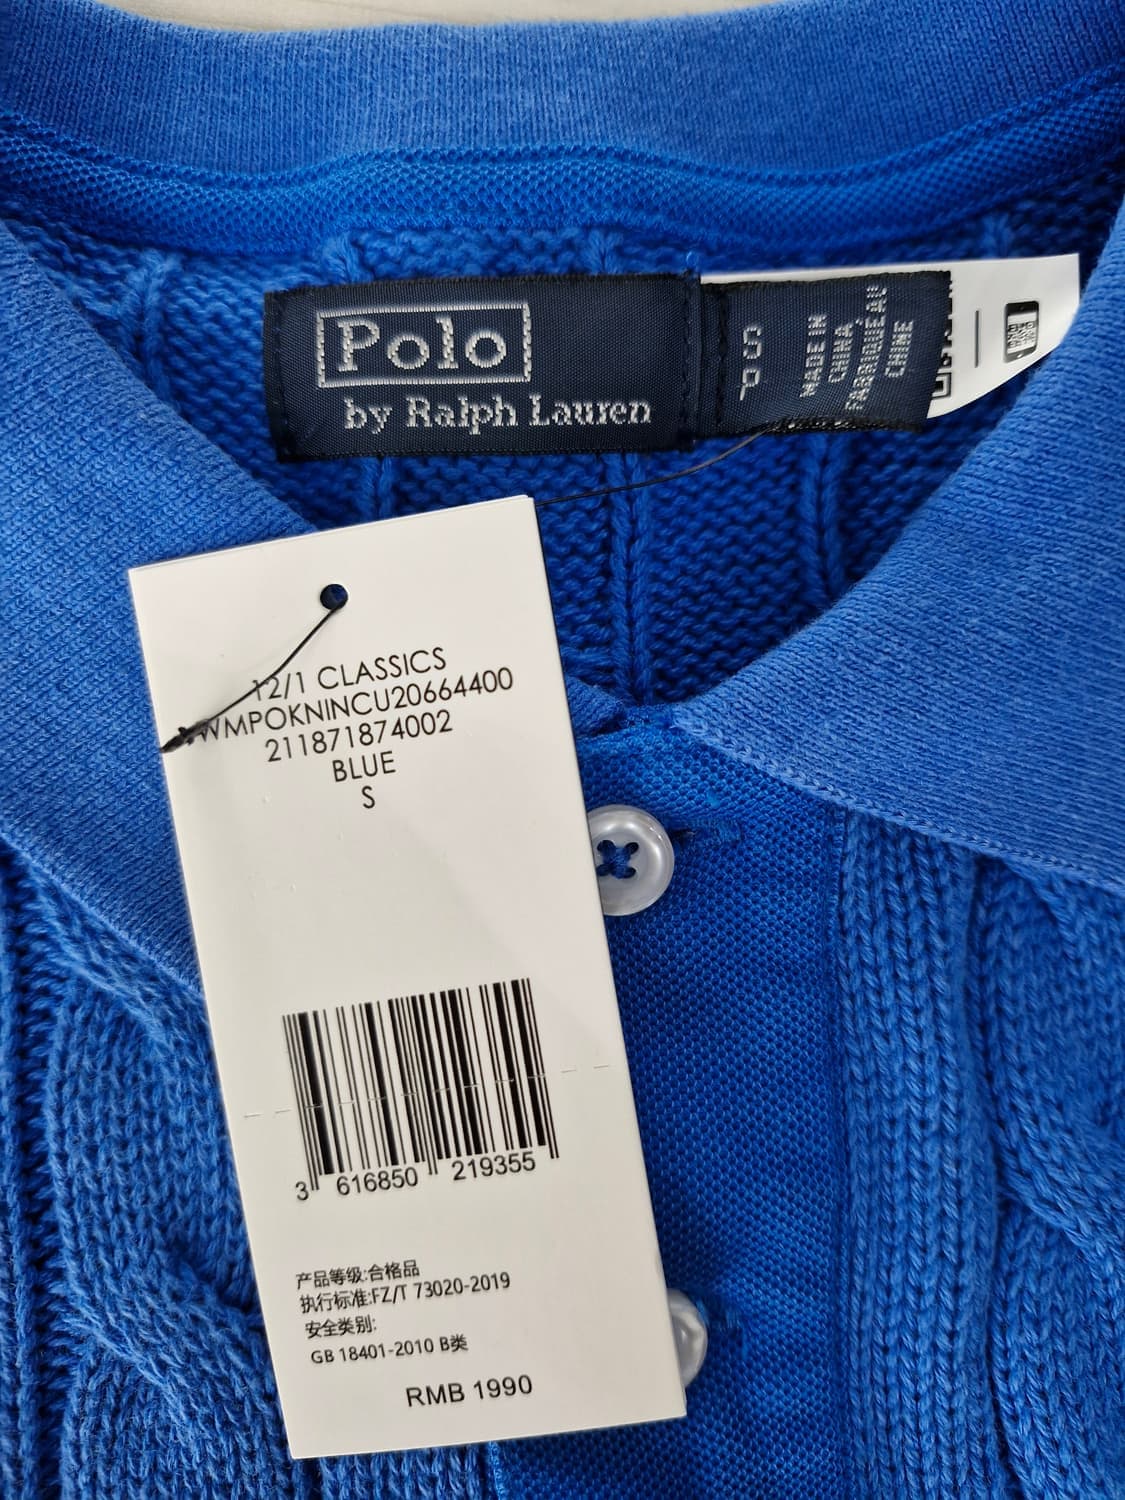 Polo
by Ralph Lauren
S
P
MADE IN
CHINA
FABRIQUÉ AU
CHINE
12/1 CLASSICS
WMPOKNINCU20664400
211871874002
BLUE
S
3 616850 219355
产品等级:合格品
执行标准:FZ/T 73020-2019
安全类别:
GB 18401-2010 B类
RMB 1990